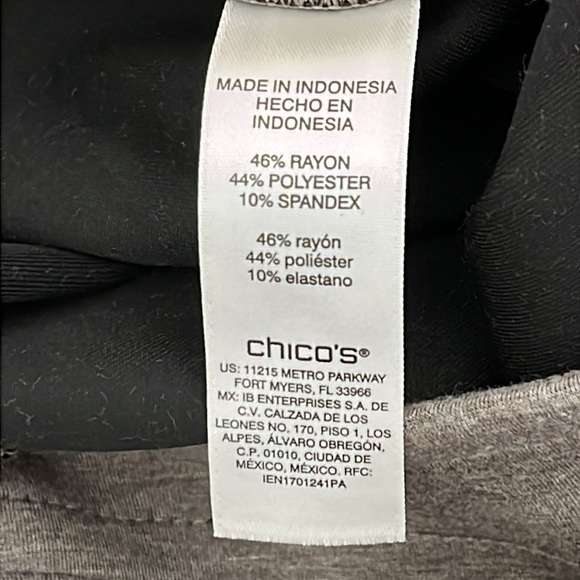 MADE IN INDONESIA
HECHO EN
INDONESIA
46% RAYON
44% POLYESTER
10% SPANDEX
46% rayón
44% poliéster
10% elastano
chico's®
US: 11215 METRO PARKWAY
FORT MYERS, FL 33966
MX: IB ENTERPRISES S.A. DE
C.V. CALZADA DE LOS
LEONES NO. 170, PISO 1, LOS
ALPES, ÁLVARO OBREGÓN,
C.P. 01010, CIUDAD DE
MÉXICO, MÉXICO. RFC:
IEN1701241PA